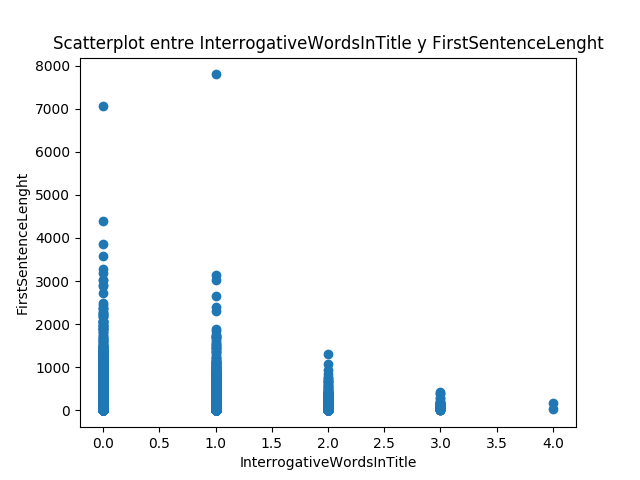 Scatterplot entre InterrogativeWordsInTitle y FirstSentenceLenght
8000
7000
6000
5000
4000
3000
2000
1000
0
FirstSentenceLenght
0.0 0.5 1.0 1.5 2.0 2.5 3.0 3.5 4.0
InterrogativeWordsInTitle